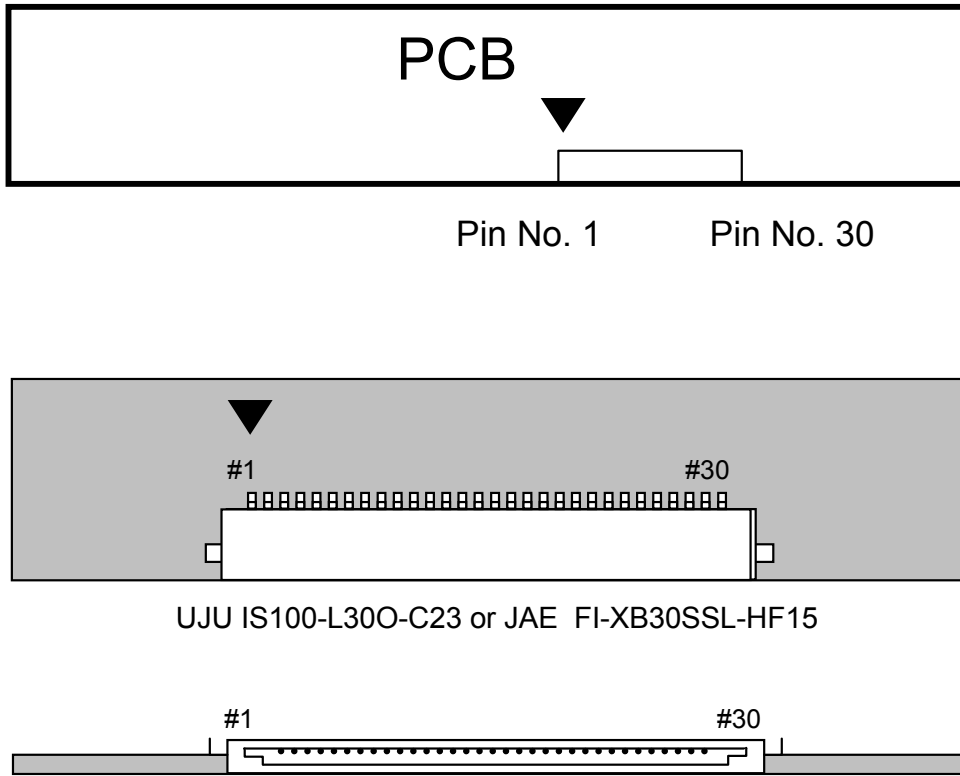 PCB
Pin No. 1 Pin No. 30
#1 #30
UJU IS100-L30O-C23 or JAE FI-XB30SSL-HF15
#1 #30